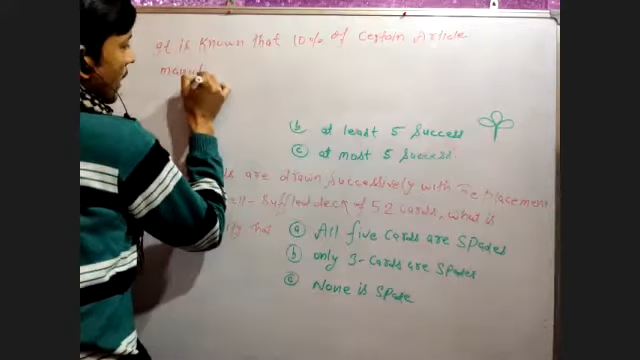 It is known that 10% of Certain Article
manuf
(b) at least 5 Success
(c) at most 5 Success.
are drawn Successively with Replacement
Suffled deck of 52 cards, what is
that (a) All five Cards are Spades
(b) only 3-Cards are Spades
(c) None is Spade